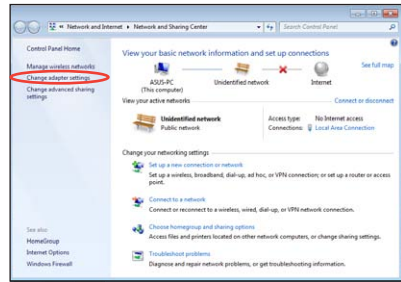 Network and Internet ▸ Network and Sharing Center
Search Control Panel
Control Panel Home
Manage wireless networks
Change adapter settings
Change advanced sharing
settings
See also
HomeGroup
Internet Options
Windows Firewall
View your basic network information and set up connections
See full map
ASUS-PC
(This computer)
Unidentified network
Internet
View your active networks
Connect or disconnect
Unidentified network
Public network
Access type: No Internet access
Connections: Local Area Connection
Change your networking settings
Set up a new connection or network
Set up a wireless, broadband, dial-up, ad hoc, or VPN connection; or set up a router or access
point.
Connect to a network
Connect or reconnect to a wireless, wired, dial-up, or VPN network connection.
Choose homegroup and sharing options
Access files and printers located on other network computers, or change sharing settings.
Troubleshoot problems
Diagnose and repair network problems, or get troubleshooting information.